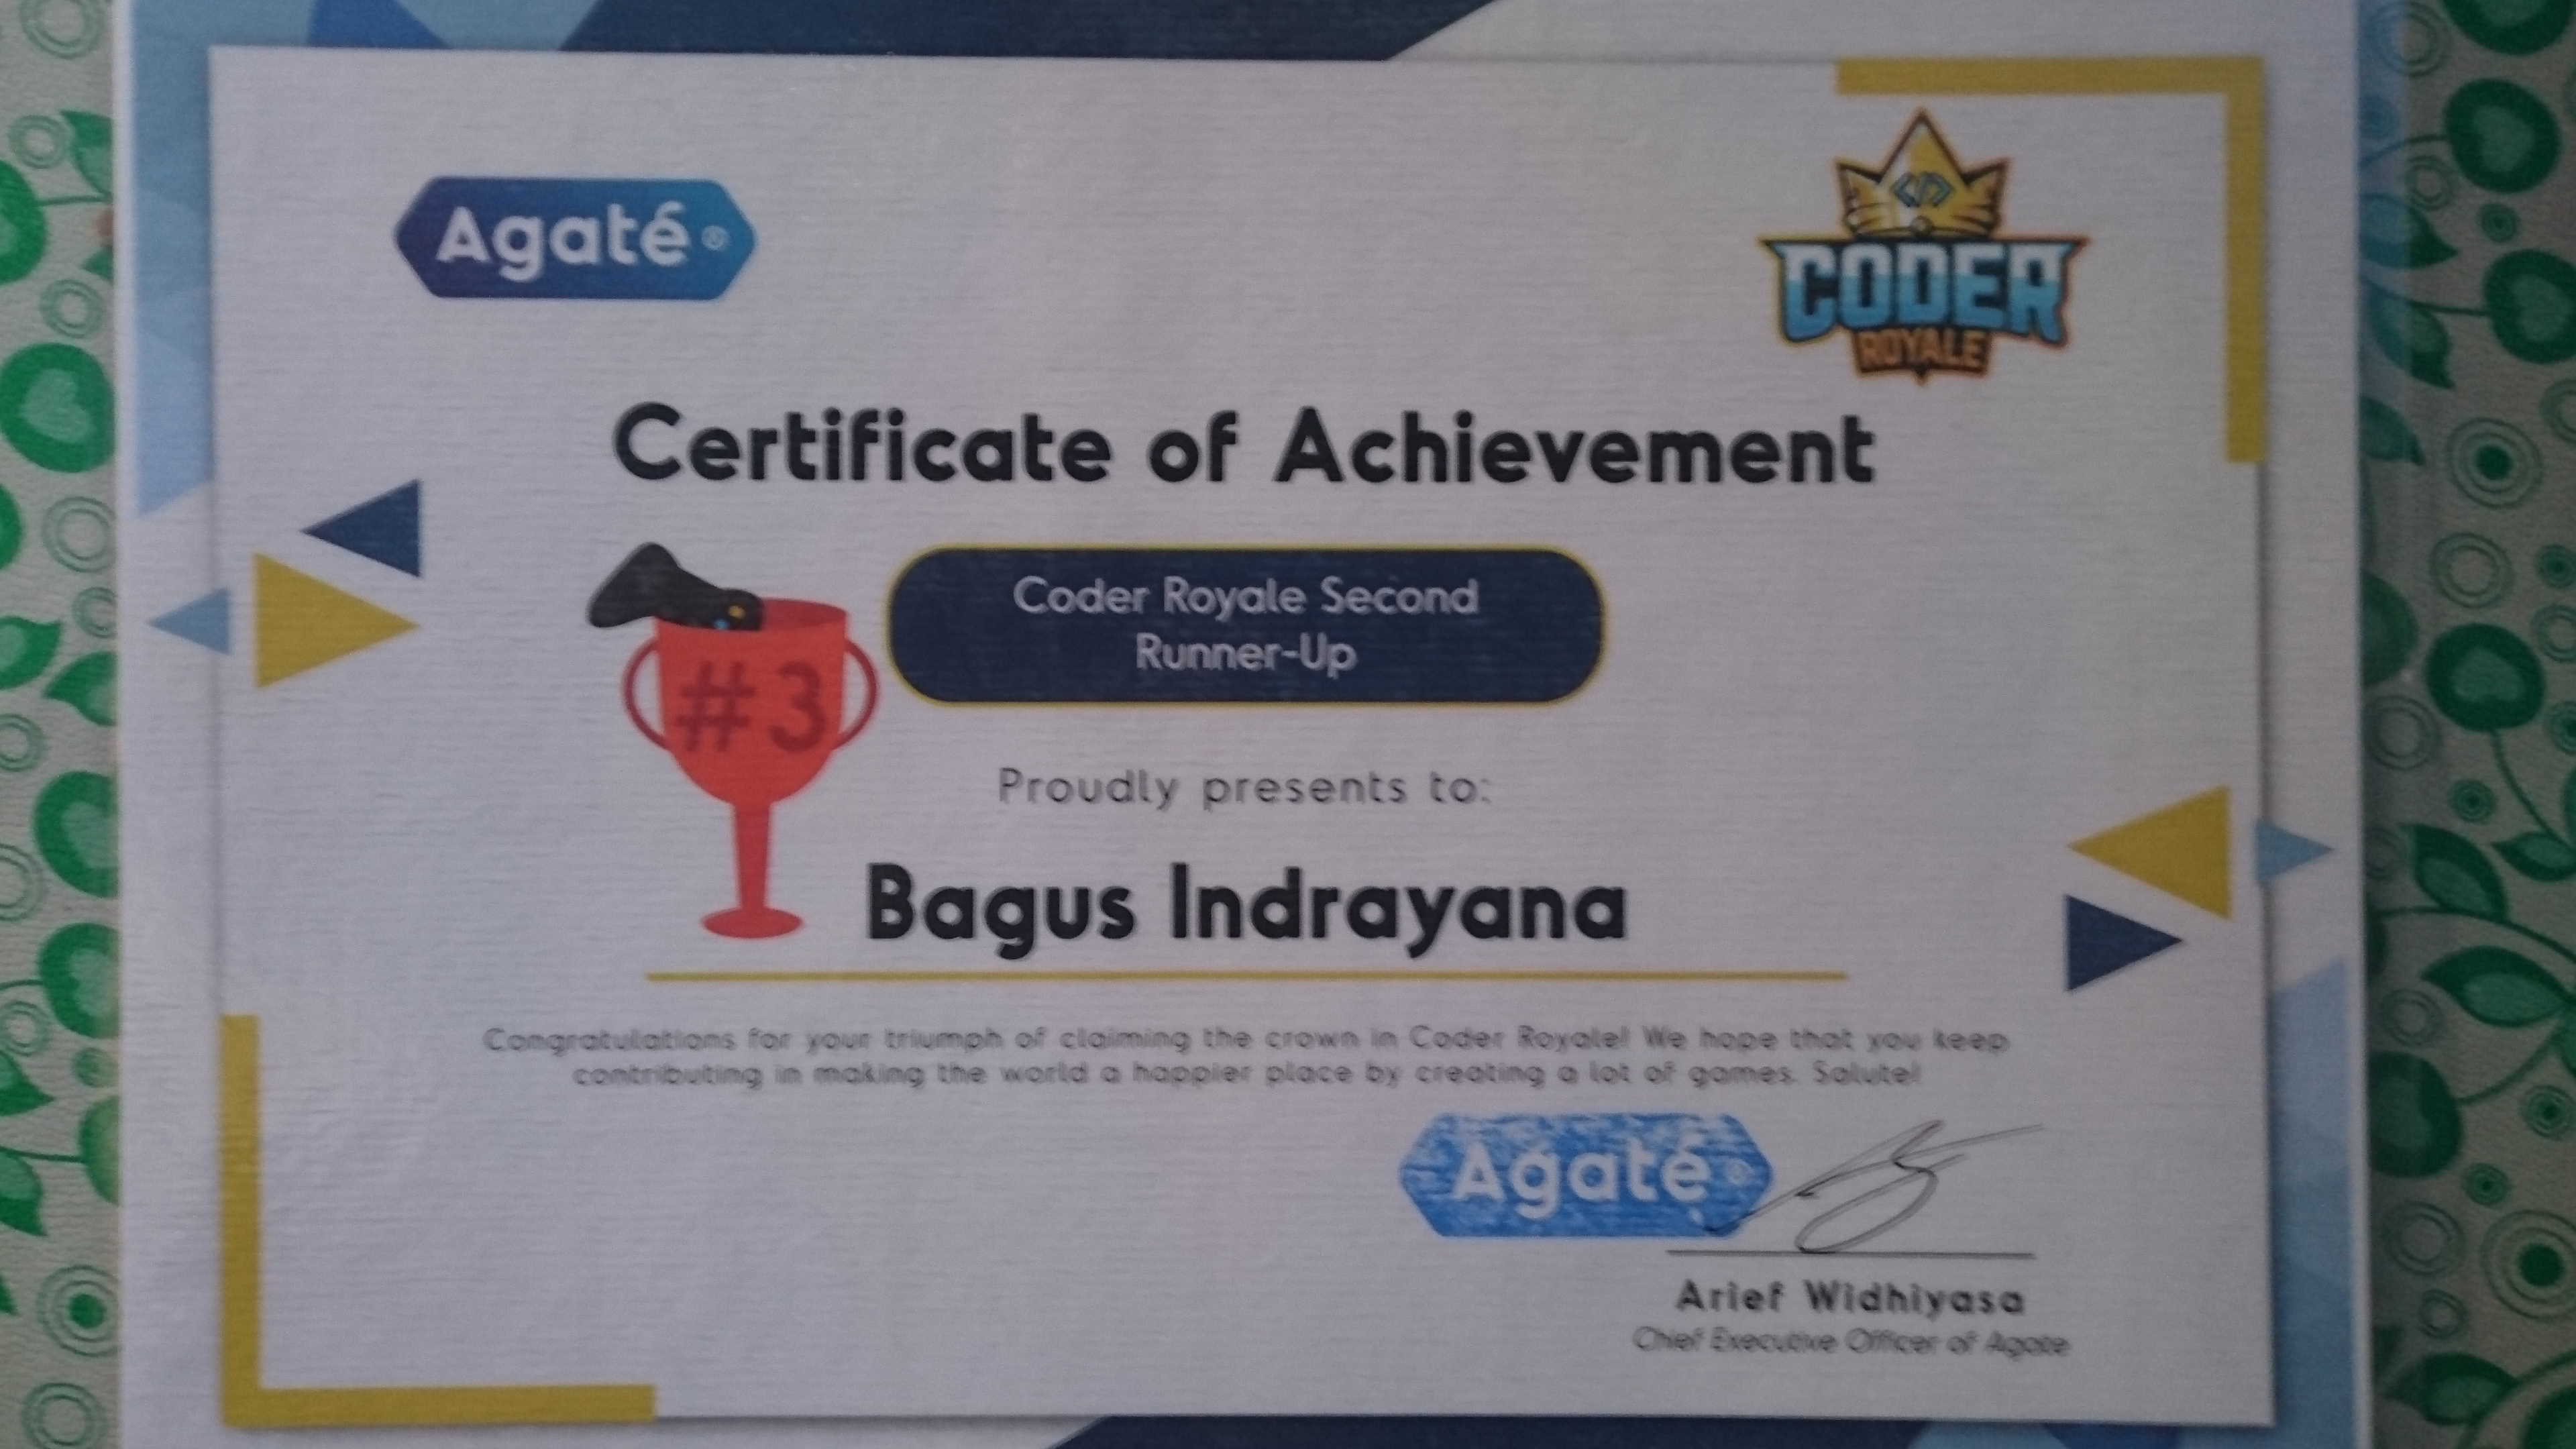 Agate®
CODER
ROYALE
Certificate of Achievement
Coder Royale Second
Runner-Up
#3
Proudly presents to:
Bagus Indrayana
Congratulations for your triumph of claiming the crown in Coder Royale! We hope that you keep
contributing in making the world a happier place by creating a lot of games. Salute!
Agate®
Arief Widhiyasa
Chief Executive Officer of Agate